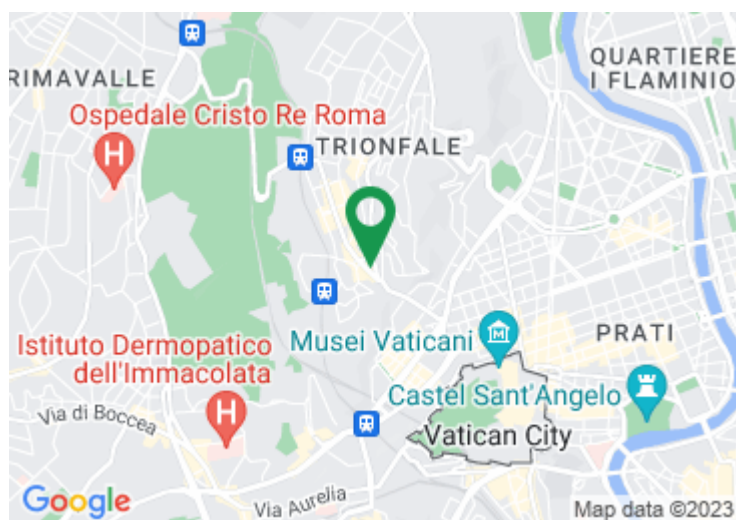 QUARTIERE
I FLAMINIO
RIMAVALLE
Ospedale Cristo Re Roma
H
TRIONFALE
Musei Vaticani
M
PRATI
Istituto Dermopatico
dell'Immacolata
Castel Sant'Angelo
H
Via di Boccea
Vatican City
Google
Via Aurelia
Map data ©2023